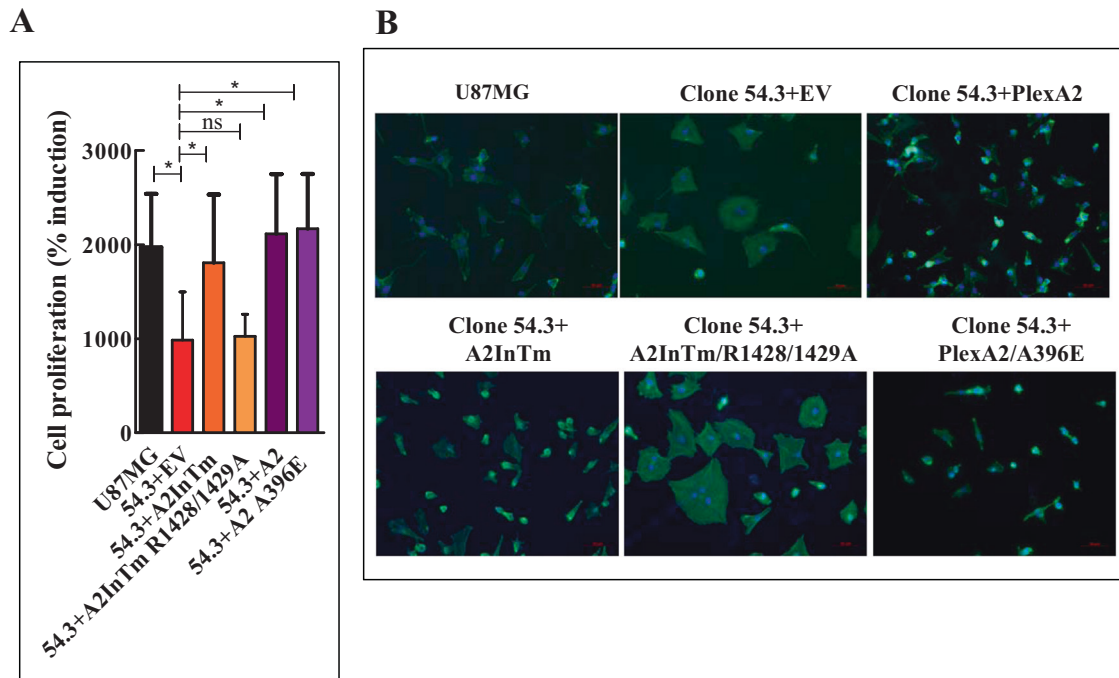 A
B
*
*
ns
*
*
3000
2000
1000
0
Cell proliferation (% induction)
U87MG
54.3+EV
54.3+A2InTm
54.3+A2InTm R1428/1429A
54.3+A2
54.3+A2 A396E
U87MG
Clone 54.3+EV
Clone 54.3+PlexA2
Clone 54.3+
A2InTm
Clone 54.3+
A2InTm/R1428/1429A
Clone 54.3+
PlexA2/A396E